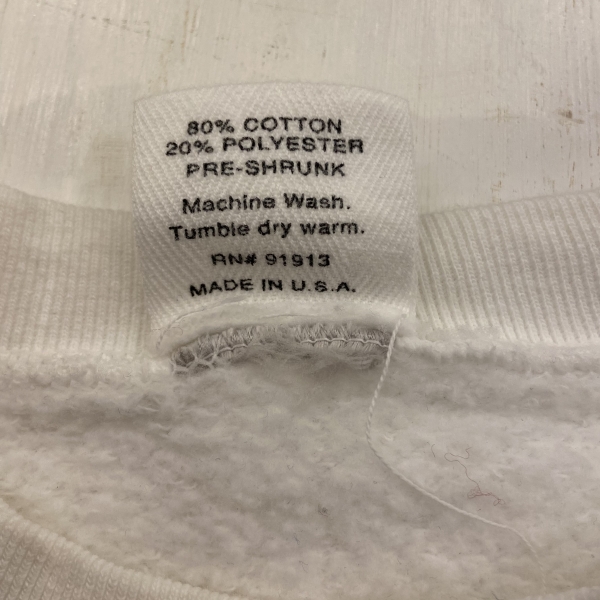 80% COTTON
20% POLYESTER
PRE-SHRUNK
Machine Wash.
Tumble dry warm.
RN# 91913
MADE IN U.S.A.